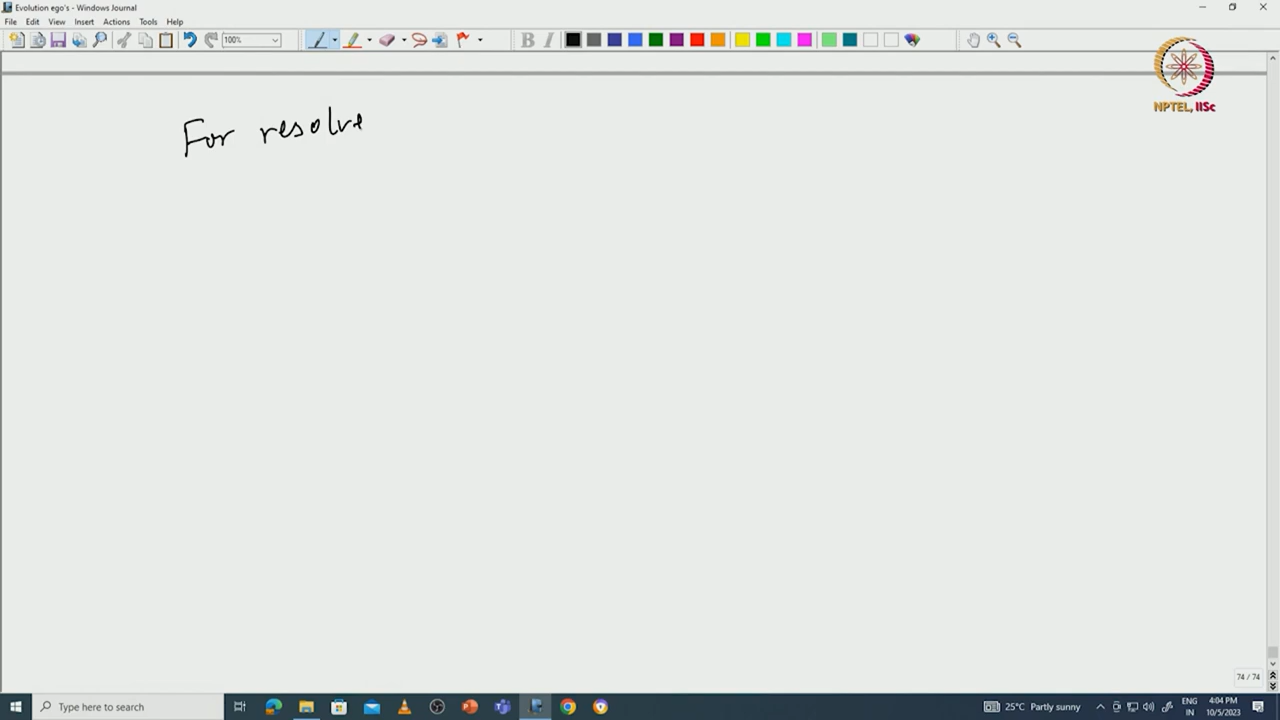 Evolution ego's - Windows Journal
File Edit View Insert Actions Tools Help
100%
B I
NPTEL, IISc
For resolve
74 / 74
Type here to search
25°C Partly sunny
ENG
IN
4:04 PM
10/5/2023